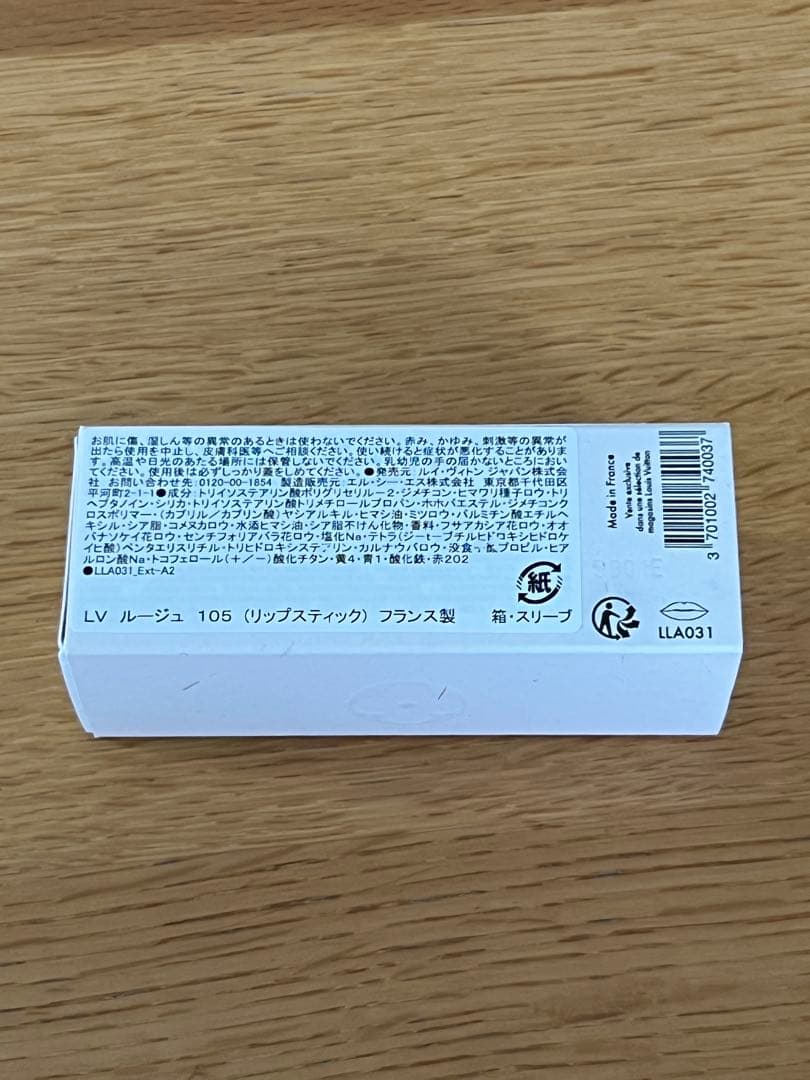 お肌に傷、湿しん等の異常のあるときは使わないでください。赤み、かゆみ、刺激等の異常が
出たら使用を中止し、皮膚科医等へご相談ください。使い続けると症状が悪化することがありま
す。高温や日光のあたる場所には保管しないでください。乳幼児の手の届かないところにおい
てください。使用後は必ずしっかり蓋をしめてください。●発売元 ルイ・ヴィトン ジャパン株式会
社 お問い合わせ先:0120-00-1854 製造販売元:エル・シー・エス株式会社 東京都千代田区
平河町2-1-1●成分:トリイソステアリン酸ポリグリセリル-2・ジメチコン・ヒマワリ種子ロウ・トリ
ヘプタノイン・シリカ・トリイソステアリン酸トリメチロールプロパン・ホホバエステル・ジメチコンク
ロスポリマー・(カプリル/カプリン酸)ヤシアルキル・ヒマシ油・ミツロウ・パルミチン酸エチルヘ
キシル・シア脂・コメヌカロウ・水添ヒマシ油・シア脂不けん化物・香料・フサアカシア花ロウ・オオ
バナソケイ花ロウ・センチフォリアバラ花ロウ・塩化Na・テトラ(ジ-t-ブチルヒドロキシヒドロケ
イヒ酸)ペンタエリスリチル・トリヒドロキシステアリン・カルナウバロウ・没食子酸プロピル・ヒア
ルロン酸Na・トコフェロール(+/-)酸化チタン・黄4・青1・酸化鉄・赤202
●LLA031_Ext-A2
紙
LV ルージュ 105 (リップスティック) フランス製 箱・スリーブ
Made in France
Vente exclusive
dans une sélection de
magasins Louis Vuitton
3 701002 740037
LLA031